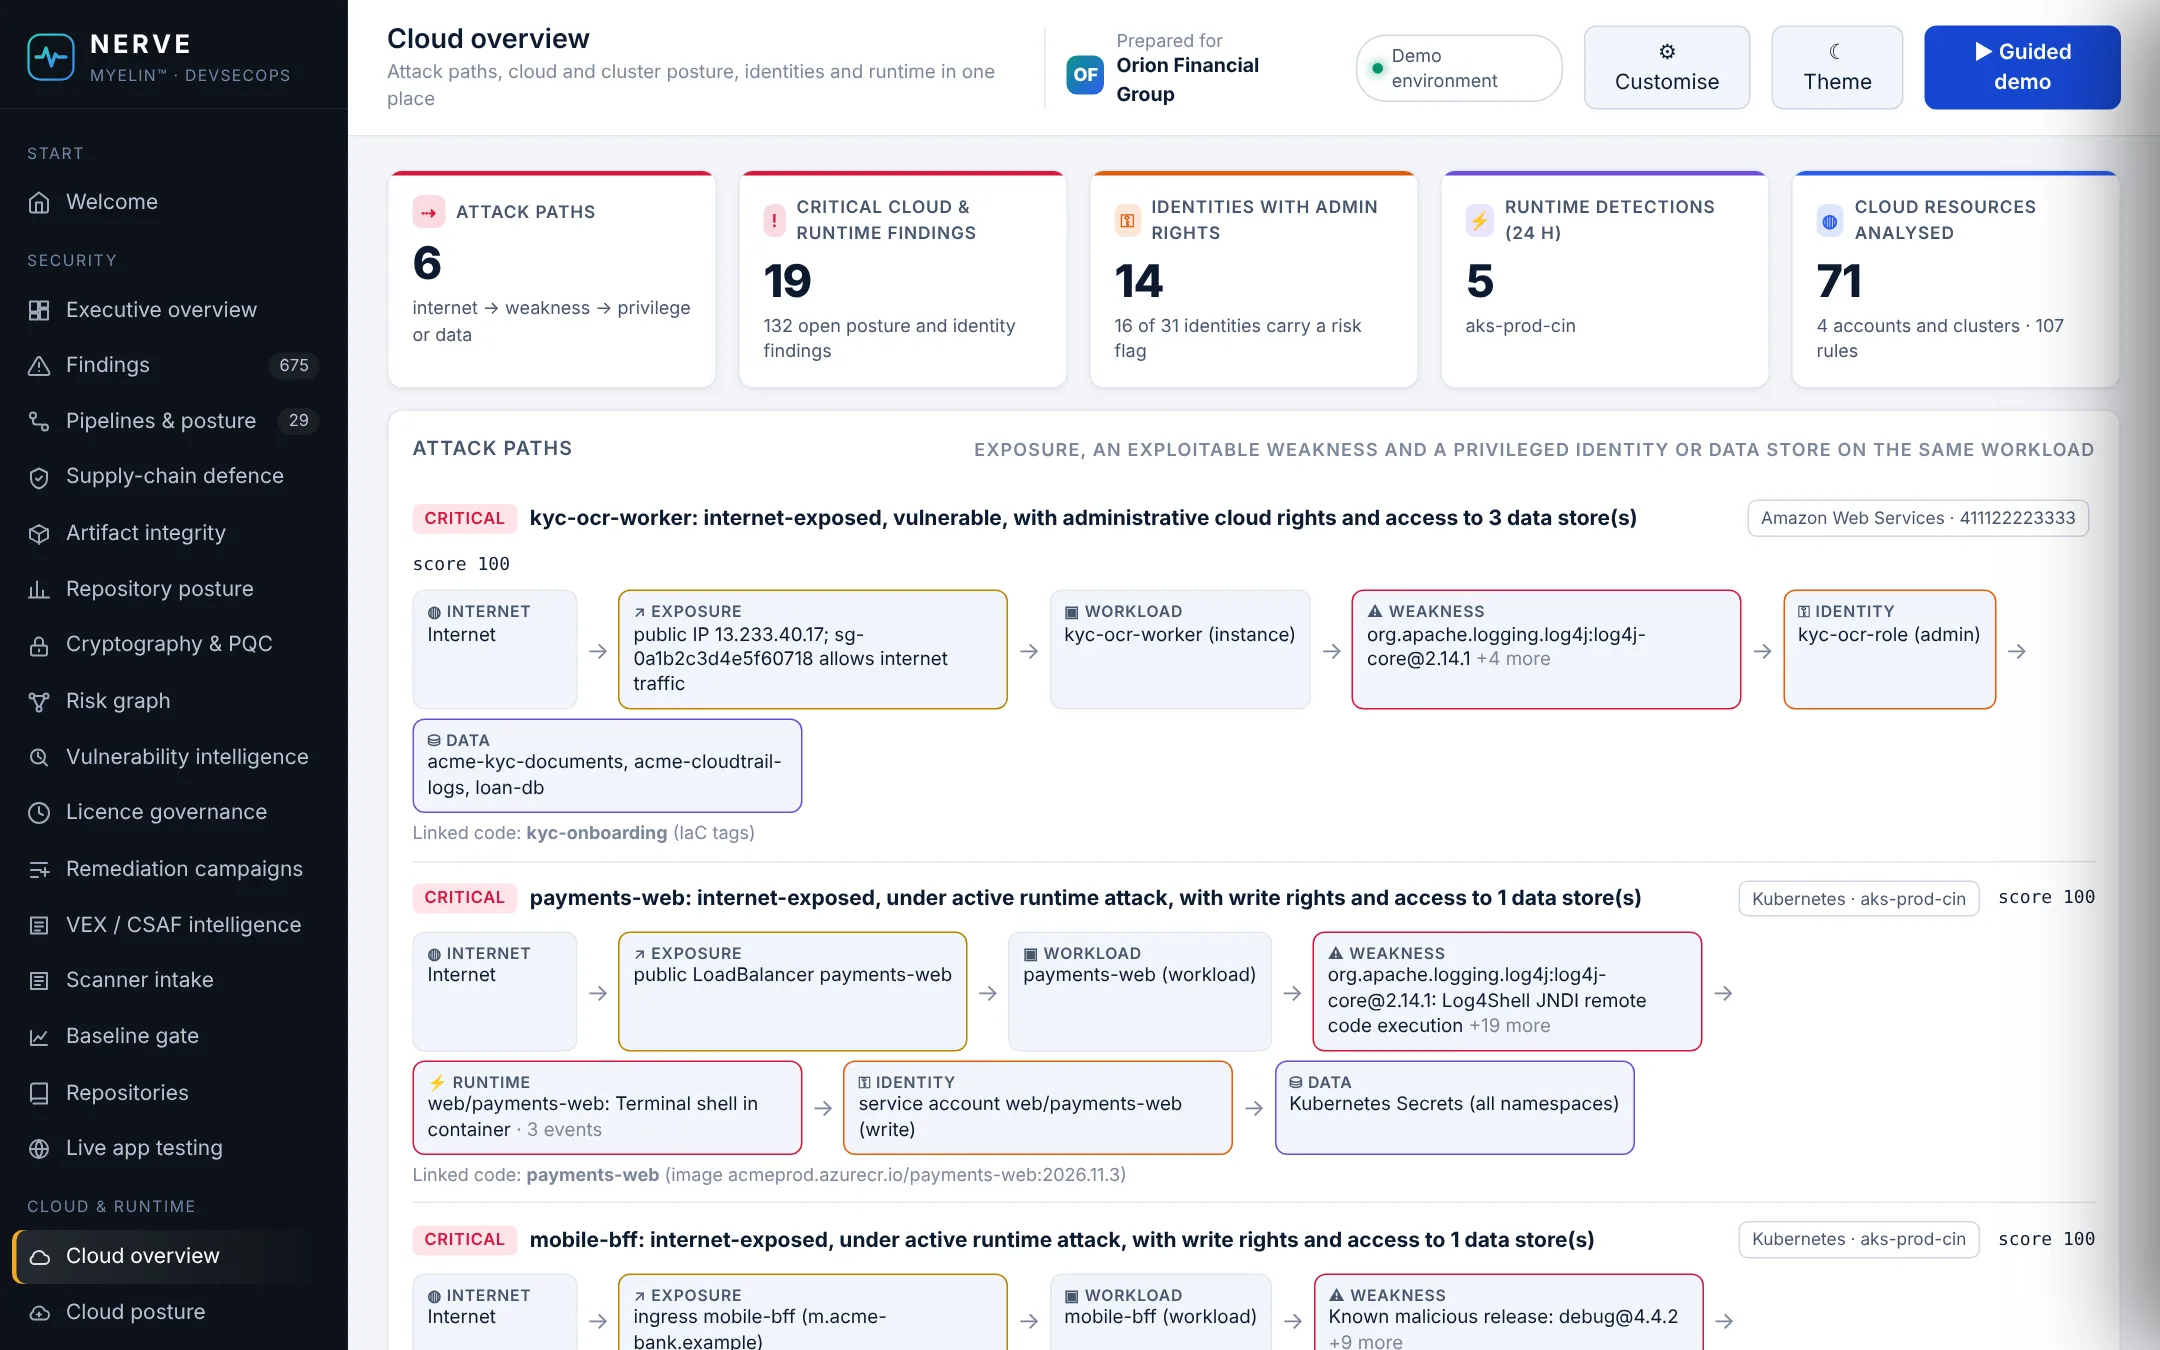 NERVE
MYELIN™ · DEVSECOPS
START
Welcome
SECURITY
Executive overview
Findings 675
Pipelines & posture 29
Supply-chain defence
Artifact integrity
Repository posture
Cryptography & PQC
Risk graph
Vulnerability intelligence
Licence governance
Remediation campaigns
VEX / CSAF intelligence
Scanner intake
Baseline gate
Repositories
Live app testing
CLOUD & RUNTIME
Cloud overview
Cloud posture
Cloud overview
Attack paths, cloud and cluster posture, identities and runtime in one
place
OF
Prepared for
Orion Financial
Group
Demo
environment
⚙
Customise
☾
Theme
▶ Guided
demo
ATTACK PATHS
6
internet → weakness → privilege
or data
! CRITICAL CLOUD &
RUNTIME FINDINGS
19
132 open posture and identity
findings
IDENTITIES WITH ADMIN
RIGHTS
14
16 of 31 identities carry a risk
flag
RUNTIME DETECTIONS
(24 H)
5
aks-prod-cin
CLOUD RESOURCES
ANALYSED
71
4 accounts and clusters · 107
rules
ATTACK PATHS
EXPOSURE, AN EXPLOITABLE WEAKNESS AND A PRIVILEGED IDENTITY OR DATA STORE ON THE SAME WORKLOAD
CRITICAL kyc-ocr-worker: internet-exposed, vulnerable, with administrative cloud rights and access to 3 data store(s) Amazon Web Services · 411122223333
score 100
INTERNET
Internet
→
↗ EXPOSURE
public IP 13.233.40.17; sg-
0a1b2c3d4e5f60718 allows internet
traffic
→
WORKLOAD
kyc-ocr-worker (instance)
→
WEAKNESS
org.apache.logging.log4j:log4j-
core@2.14.1 +4 more
→
IDENTITY
kyc-ocr-role (admin)
→
DATA
acme-kyc-documents, acme-cloudtrail-
logs, loan-db
Linked code: kyc-onboarding (IaC tags)
CRITICAL payments-web: internet-exposed, under active runtime attack, with write rights and access to 1 data store(s) Kubernetes · aks-prod-cin score 100
INTERNET
Internet
→
↗ EXPOSURE
public LoadBalancer payments-web
→
WORKLOAD
payments-web (workload)
→
WEAKNESS
org.apache.logging.log4j:log4j-
core@2.14.1: Log4Shell JNDI remote
code execution +19 more
→
RUNTIME
web/payments-web: Terminal shell in
container · 3 events
→
IDENTITY
service account web/payments-web
(write)
→
DATA
Kubernetes Secrets (all namespaces)
Linked code: payments-web (image acmeprod.azurecr.io/payments-web:2026.11.3)
CRITICAL mobile-bff: internet-exposed, under active runtime attack, with write rights and access to 1 data store(s) Kubernetes · aks-prod-cin score 100
INTERNET
Internet
→
↗ EXPOSURE
ingress mobile-bff (m.acme-
bank.example)
→
WORKLOAD
mobile-bff (workload)
→
WEAKNESS
Known malicious release: debug@4.4.2
+9 more
→